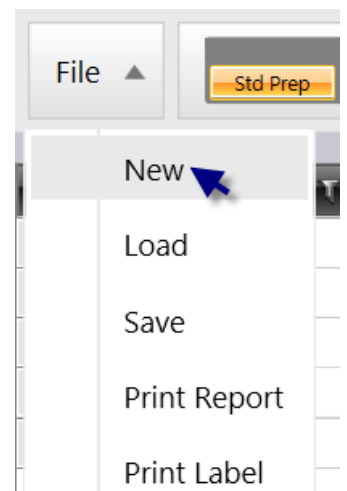 File
Std Prep
New
Load
Save
Print Report
Print Label